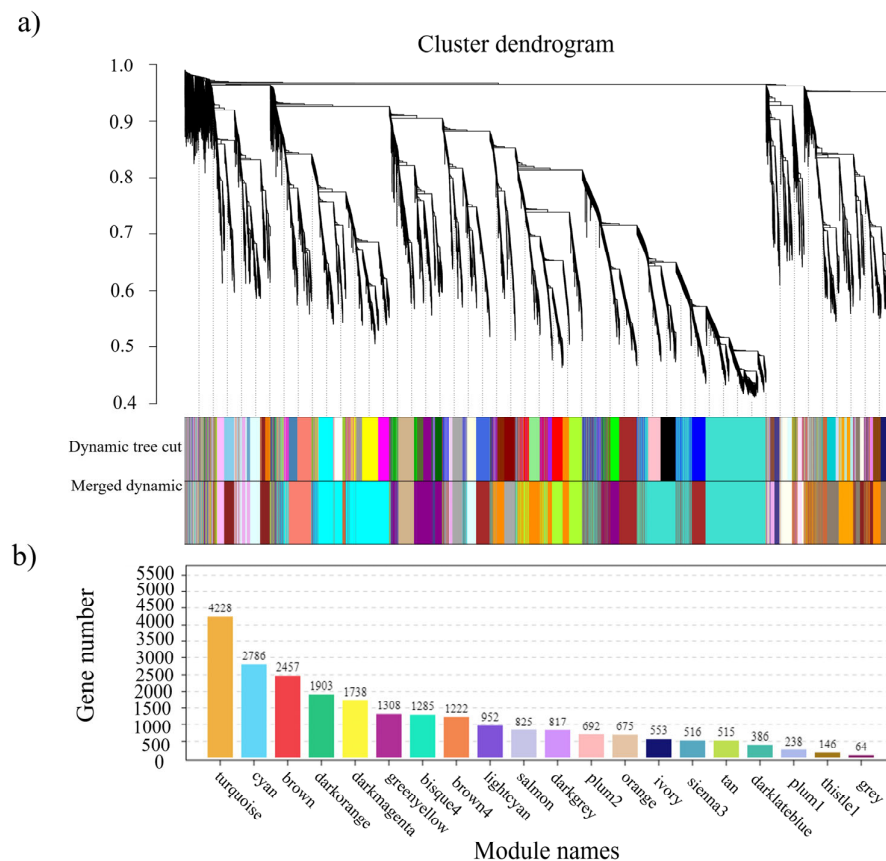 a)
Cluster dendrogram
1.0
0.9
0.8
0.7
0.6
0.5
0.4
Dynamic tree cut
Merged dynamic
b)
Gene number
5500
5000
4500
4000
3500
3000
2500
2000
1500
1000
500
0
4228
2786
2457
1903
1738
1308
1285
1222
952
825
817
692
675
553
516
515
386
238
146
64
turquoise
cyan
brown
darkorange
darkmagenta
greenyellow
bisque4
brown4
lightcyan
salmon
darkgrey
plum2
orange
ivory
sienna3
tan
darklateblue
plum1
thistle1
grey
Module names